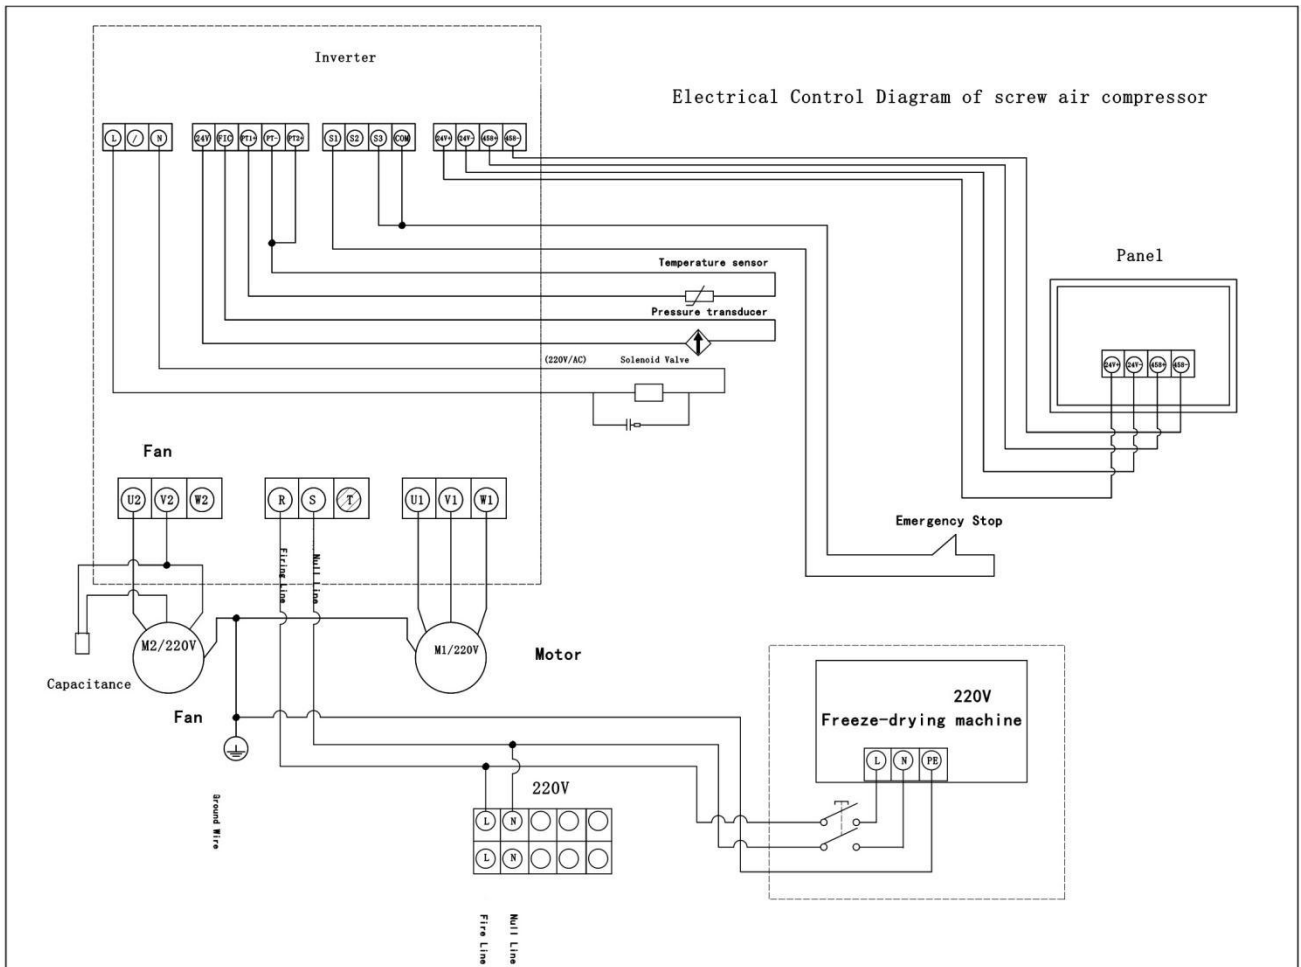 Inverter
Electrical Control Diagram of screw air compressor
L / N
24V FIC PT1+ PT- PT2+
S1 S2 S3 COM
24V+ 24V- 458+ 458-
Panel
24V+ 24V- 458+ 458-
Temperature sensor
Pressure transducer
(220V/AC) Solenoid Valve
Fan
U2 V2 W2
R S T
U1 V1 W1
Firing Line
Null Line
Emergency Stop
M2/220V
M1/220V
Motor
Capacitance
Fan
Ground Wire
220V
Freeze-drying machine
L N PE
220V
L N
L N
Fire Line
Null Line